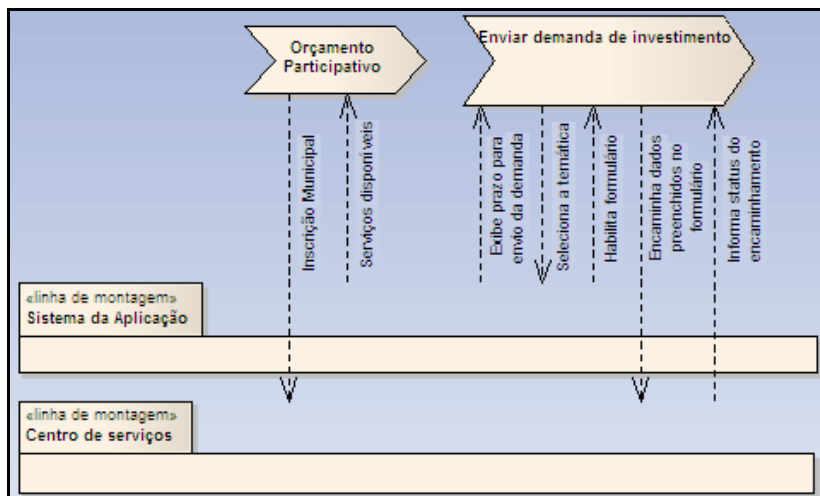 Orçamento
Participativo
Enviar demanda de investimento
Inscrição Municipal
Serviços disponíveis
Exibe prazo para
envio da demanda
Seleciona a temática
Habilita formulário
Encaminha dados
preenchidos no
formulário
Informa status do
encaminhamento
«linha de montagem»
Sistema da Aplicação
«linha de montagem»
Centro de serviços